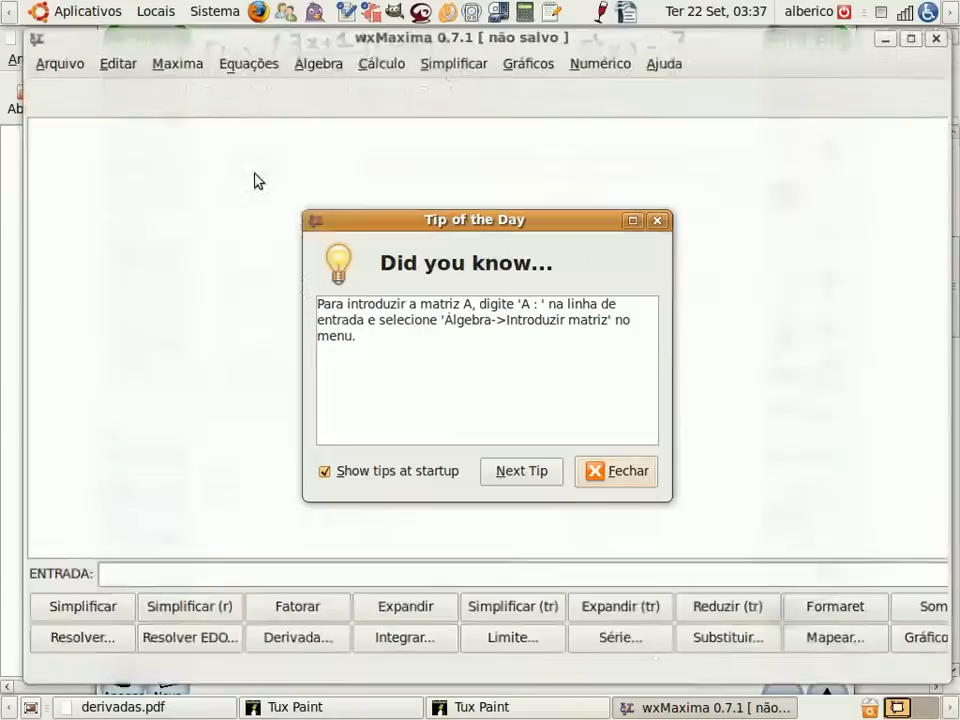 Aplicativos Locais Sistema Ter 22 Set, 03:37 alberico
wxMaxima 0.7.1 [ não salvo ]
Arquivo Editar Maxima Equações Álgebra Cálculo Simplificar Gráficos Numérico Ajuda
Tip of the Day
Did you know...
Para introduzir a matriz A, digite 'A : ' na linha de
entrada e selecione 'Álgebra->Introduzir matriz' no
menu.
Show tips at startup Next Tip Fechar
ENTRADA:
Simplificar Simplificar (r) Fatorar Expandir Simplificar (tr) Expandir (tr) Reduzir (tr) Formaret Som
Resolver... Resolver EDO... Derivada... Integrar... Limite... Série... Substituir... Mapear... Gráfico
derivadas.pdf Tux Paint Tux Paint wxMaxima 0.7.1 [ não...